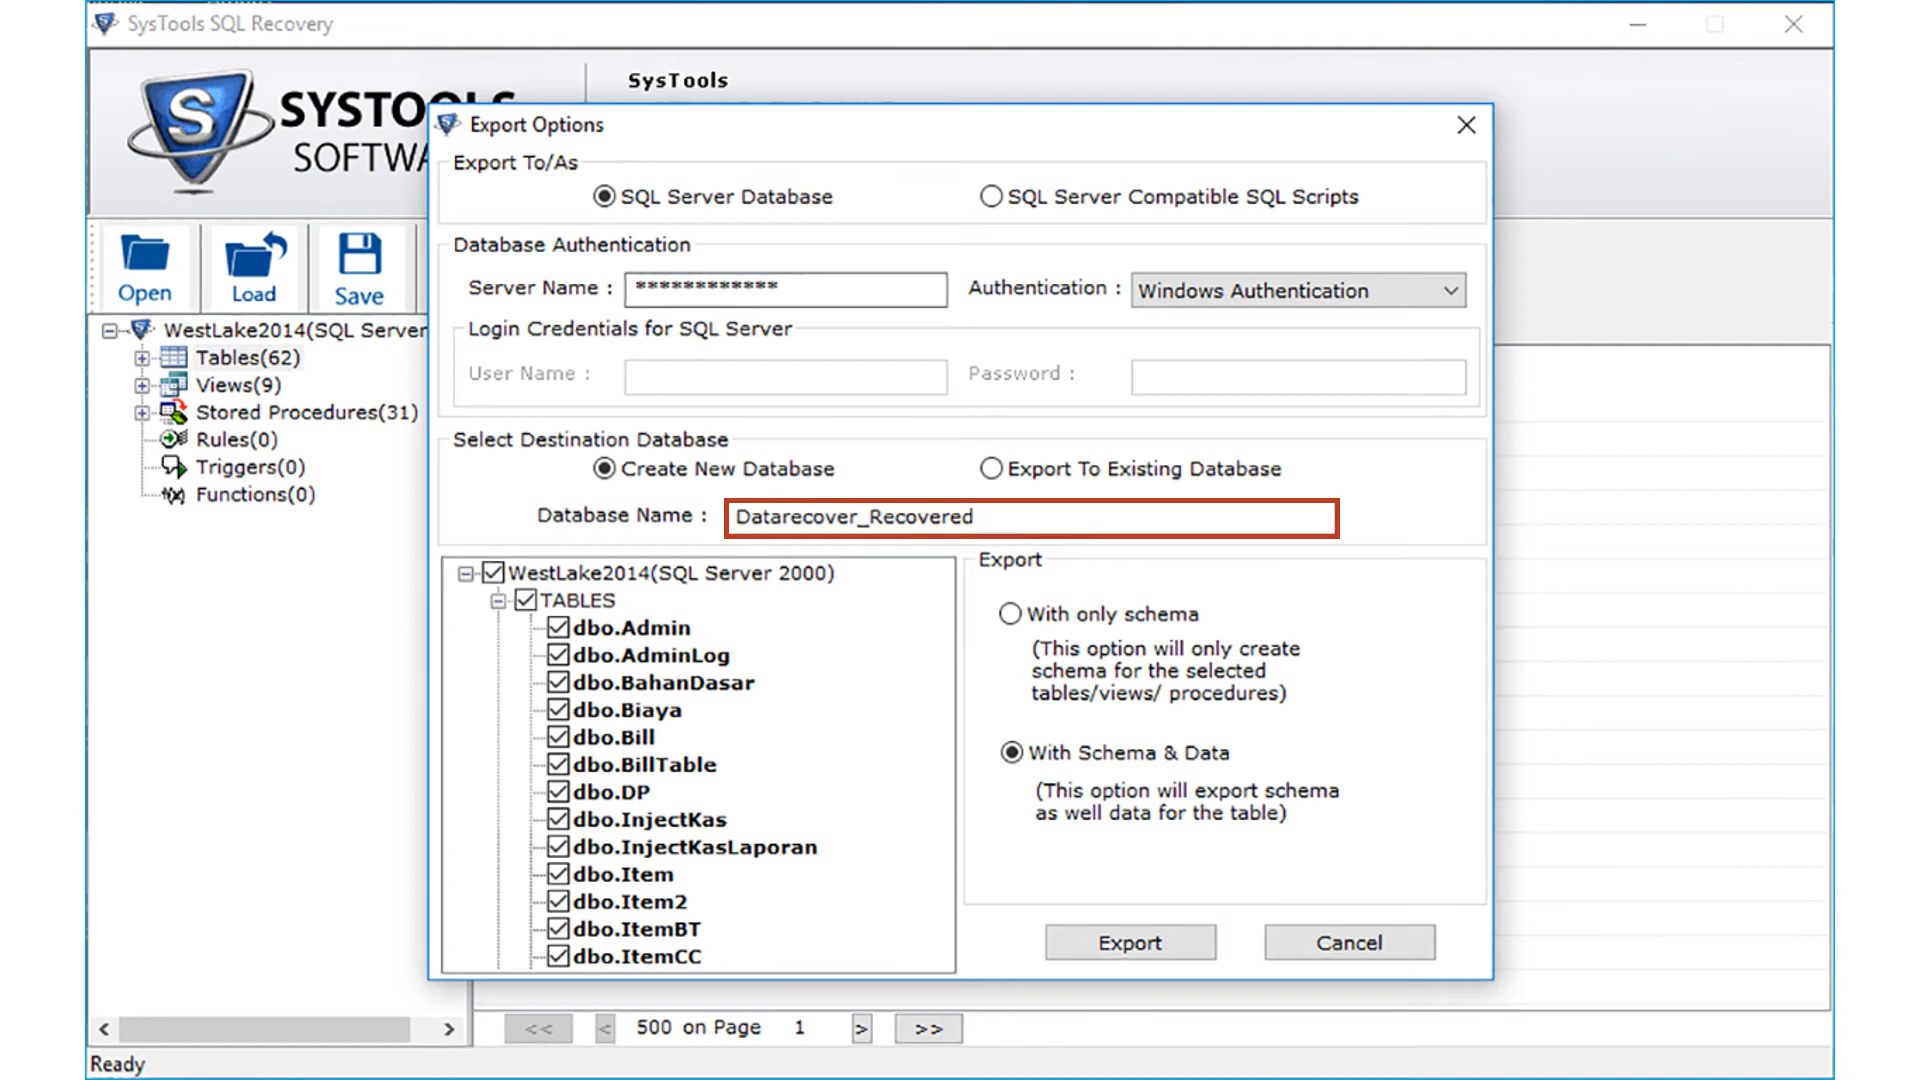 SysTools SQL Recovery
SysTools
SYSTOOLS
SOFTWA
Export Options
Export To/As
SQL Server Database
SQL Server Compatible SQL Scripts
Database Authentication
Server Name :
************
Authentication :
Windows Authentication
Login Credentials for SQL Server
User Name :
Password :
Select Destination Database
Create New Database
Export To Existing Database
Database Name :
Datarecover_Recovered
Open
Load
Save
WestLake2014(SQL Server
Tables(62)
Views(9)
Stored Procedures(31)
Rules(0)
Triggers(0)
Functions(0)
WestLake2014(SQL Server 2000)
TABLES
dbo.Admin
dbo.AdminLog
dbo.BahanDasar
dbo.Biaya
dbo.Bill
dbo.BillTable
dbo.DP
dbo.InjectKas
dbo.InjectKasLaporan
dbo.Item
dbo.Item2
dbo.ItemBT
dbo.ItemCC
Export
With only schema
(This option will only create
schema for the selected
tables/views/ procedures)
With Schema & Data
(This option will export schema
as well data for the table)
Export
Cancel
<< < 500 on Page 1 > >>
Ready